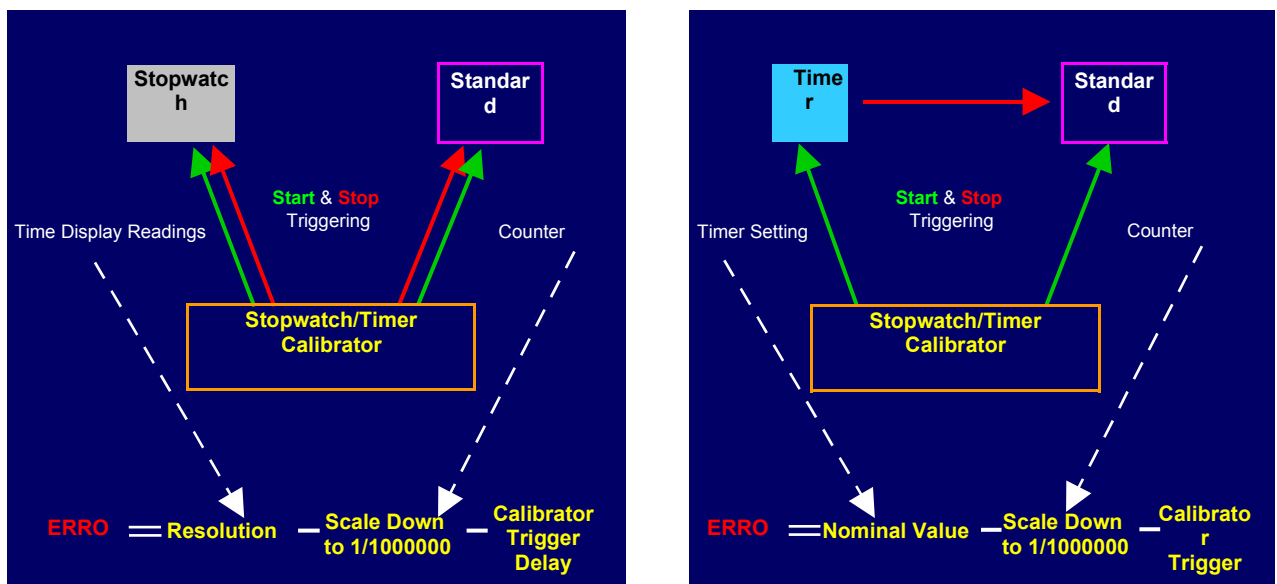 Stopwatc
h
Standar
d
Start & Stop
Triggering
Time Display Readings
Counter
Stopwatch/Timer
Calibrator
ERRO = Resolution – Scale Down
to 1/1000000 – Calibrator
Trigger
Delay
Time
r
Standar
d
Start & Stop
Triggering
Timer Setting
Counter
Stopwatch/Timer
Calibrator
ERRO = Nominal Value – Scale Down
to 1/1000000 – Calibrato
r
Trigger